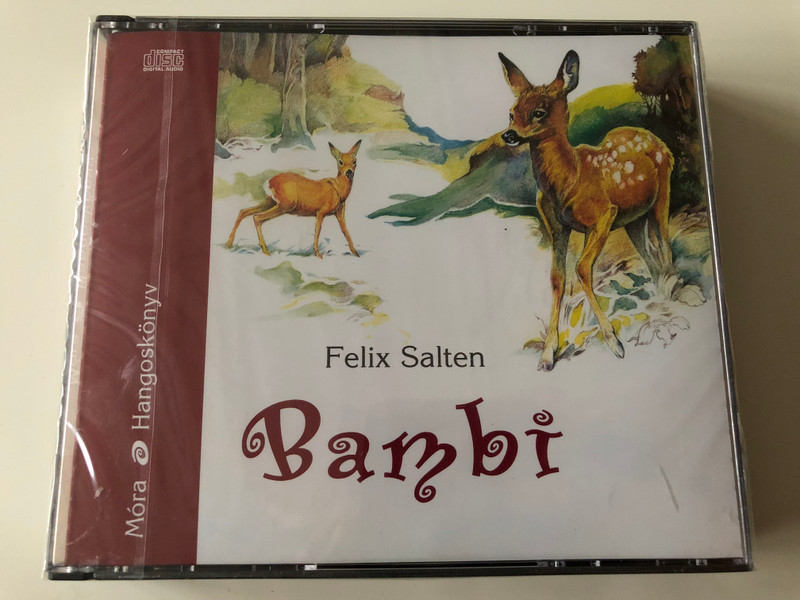 COMPACT
disc
DIGITAL AUDIO
Felix Salten
Bambi
Móra Hangoskönyv